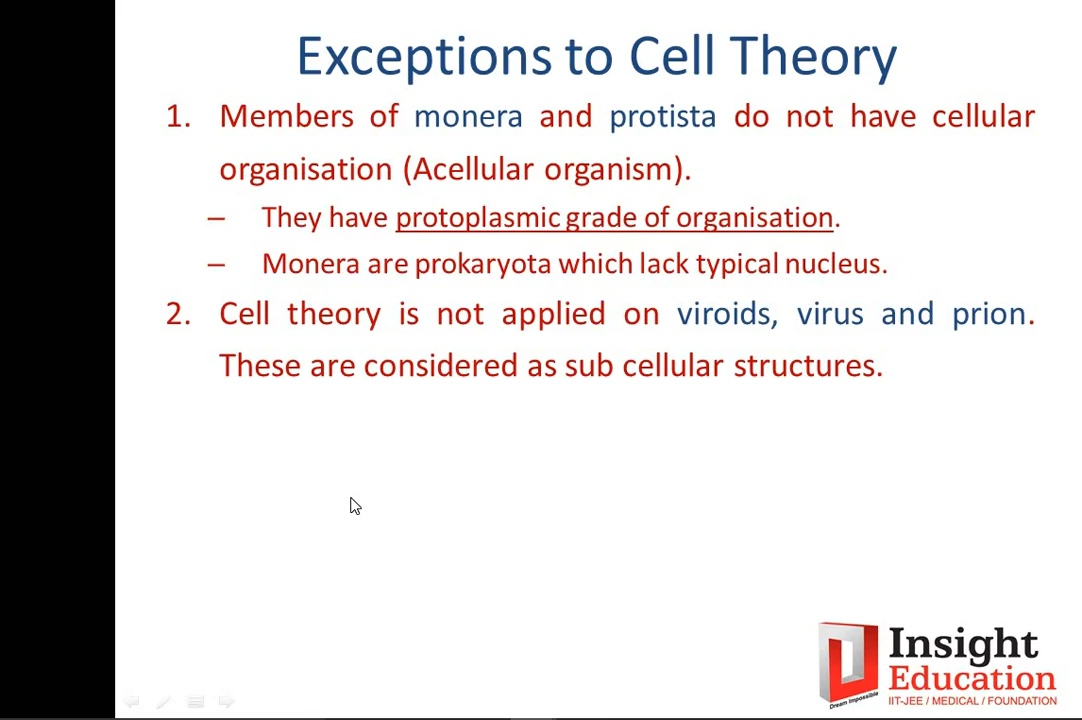 Exceptions to Cell Theory
1. Members of monera and protista do not have cellular
organisation (Acellular organism).
– They have protoplasmic grade of organisation.
– Monera are prokaryota which lack typical nucleus.
2. Cell theory is not applied on viroids, virus and prion.
These are considered as sub cellular structures.
Insight
Education
IIT-JEE / MEDICAL / FOUNDATION
Dream Impossible